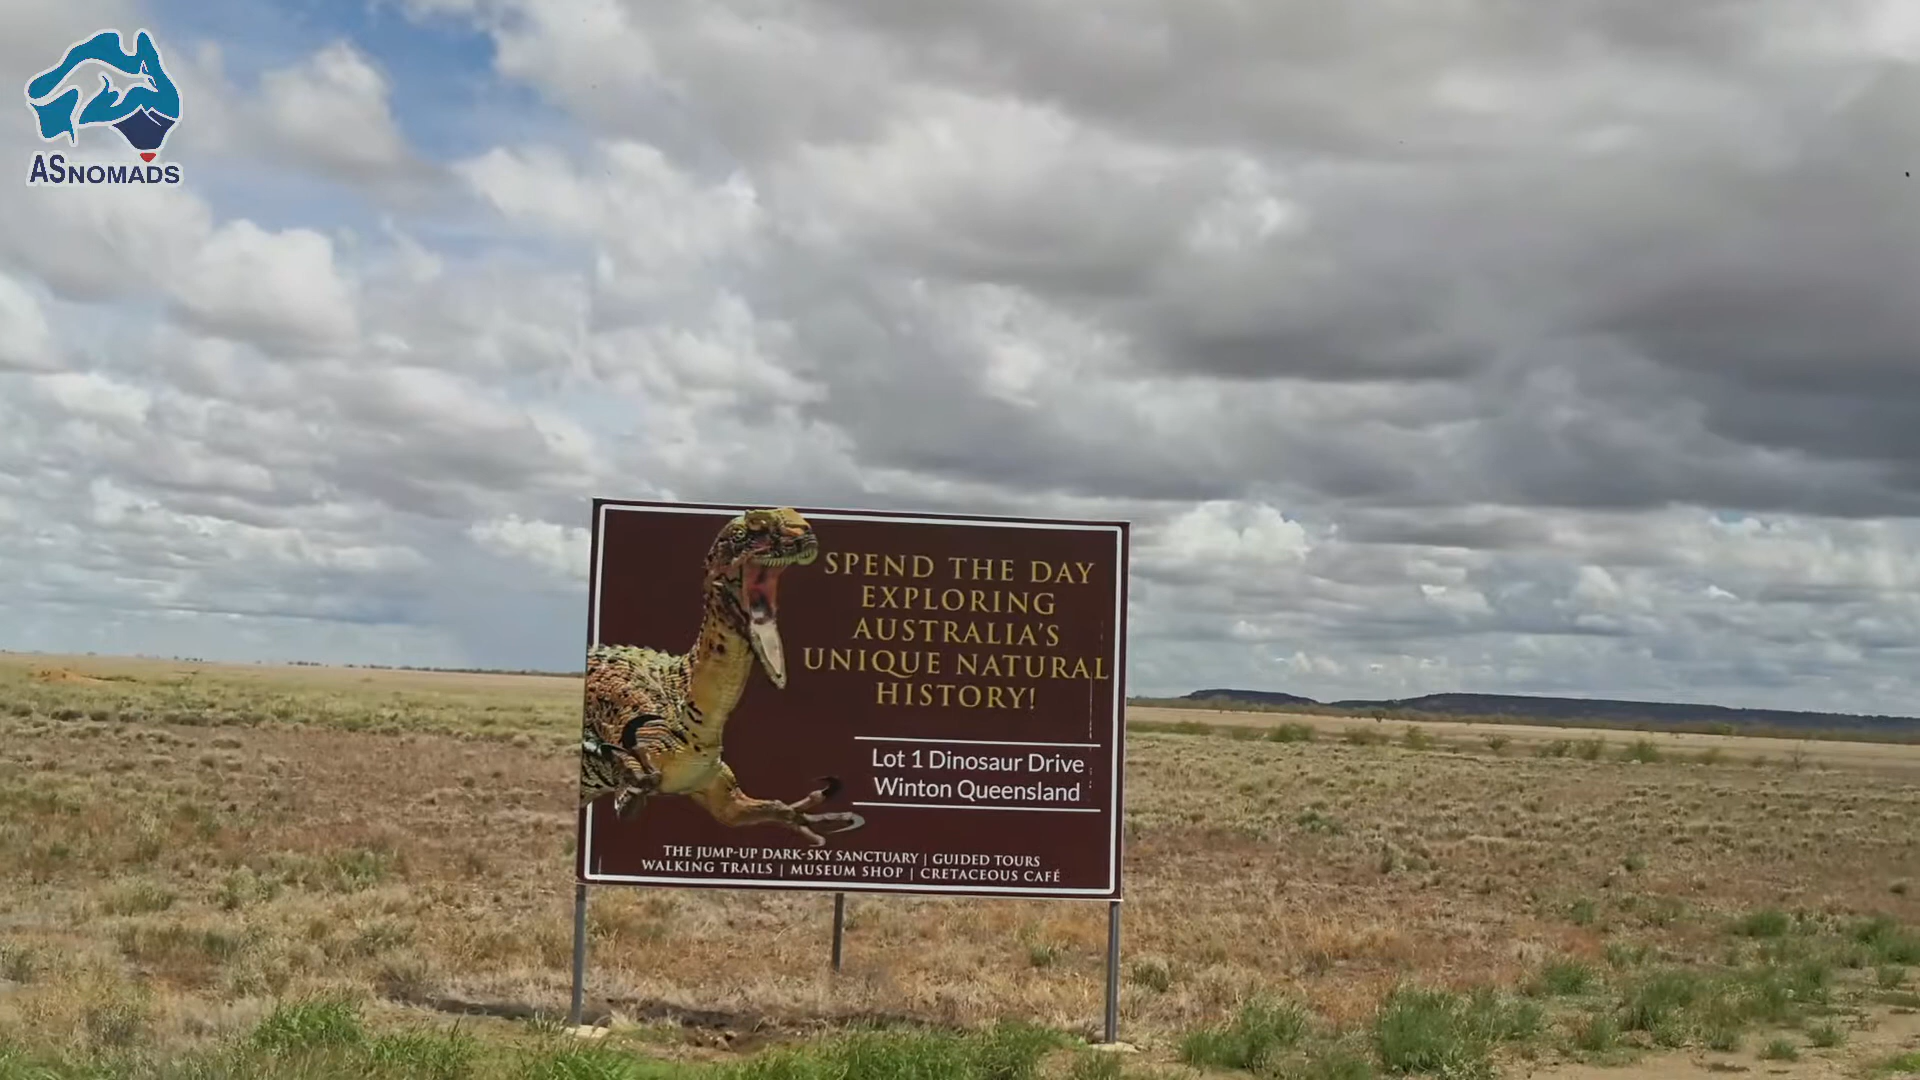 ASNOMADS
SPEND THE DAY
EXPLORING
AUSTRALIA'S
UNIQUE NATURAL
HISTORY!
Lot 1 Dinosaur Drive
Winton Queensland
THE JUMP-UP DARK-SKY SANCTUARY | GUIDED TOURS
WALKING TRAILS | MUSEUM SHOP | CRETACEOUS CAFÉ